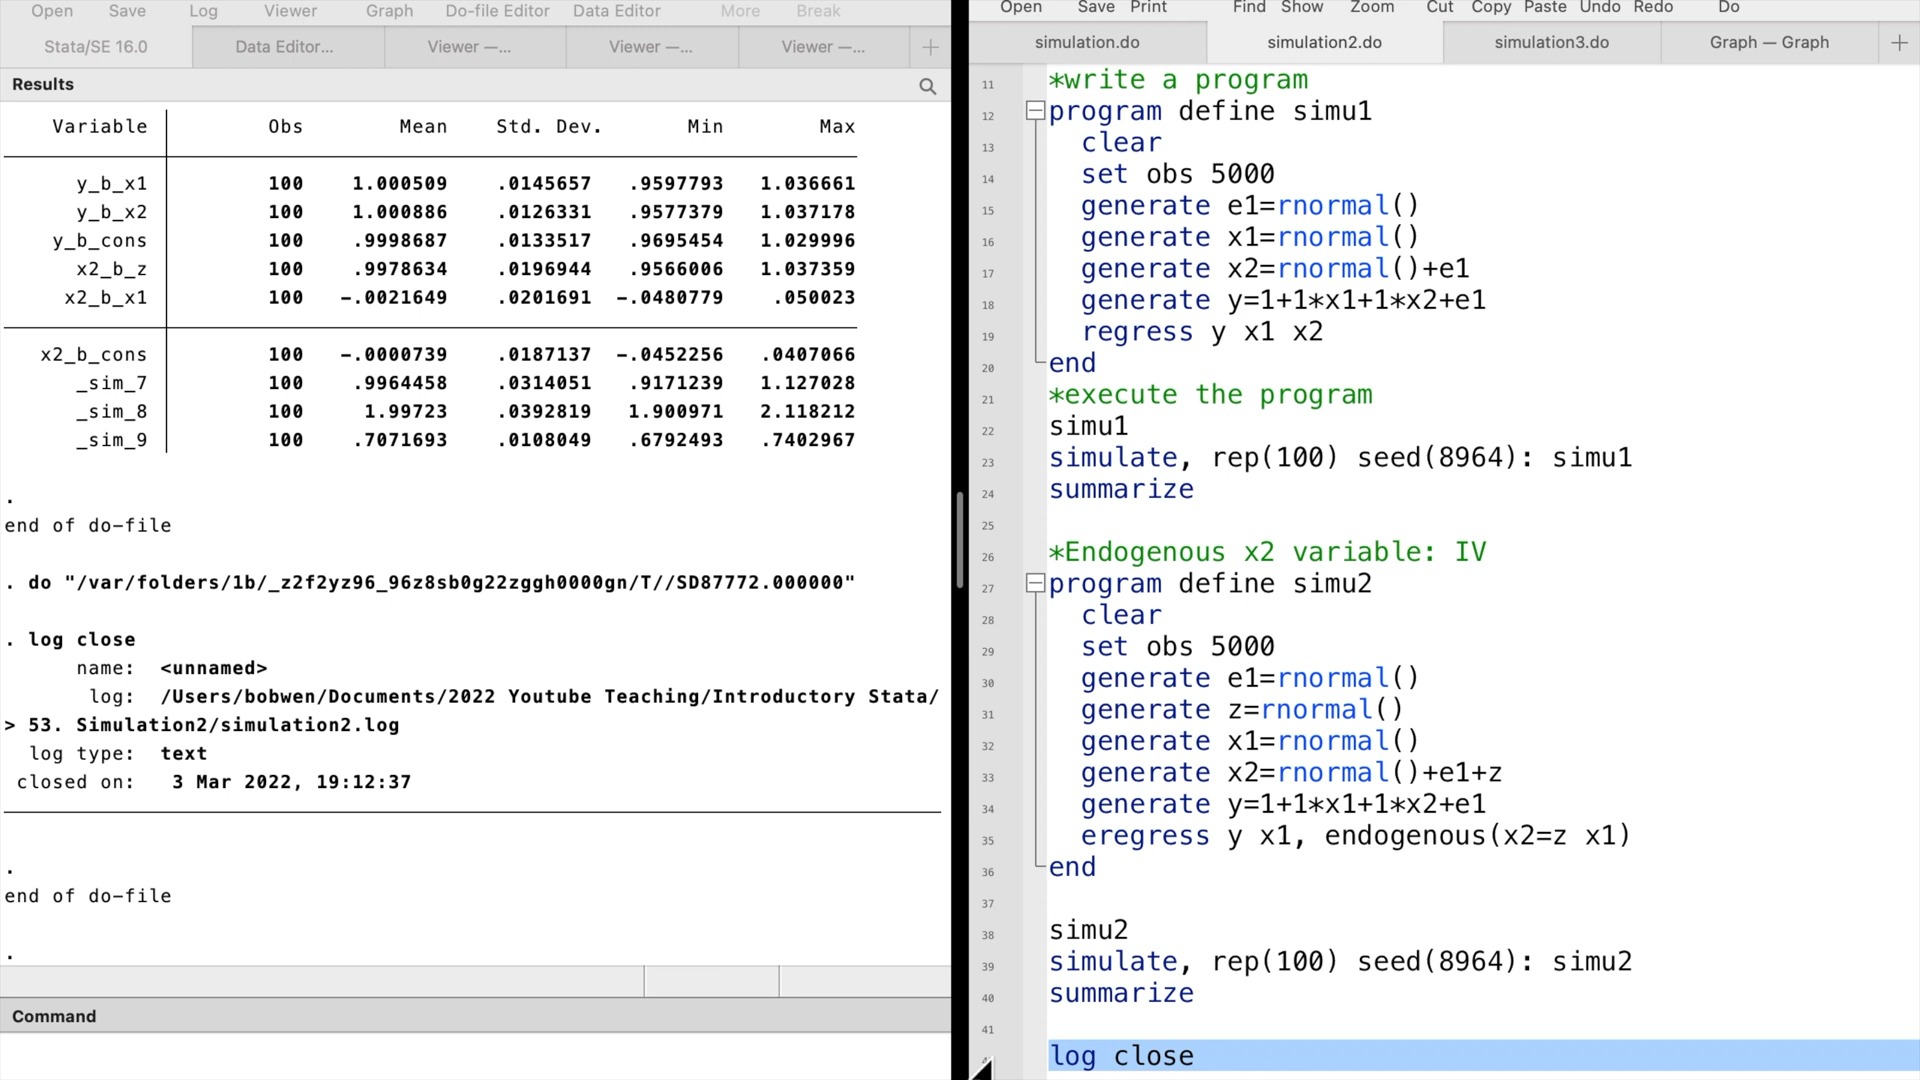 Open Save Log Viewer Graph Do-file Editor Data Editor More Break
Stata/SE 16.0 Data Editor... Viewer —... Viewer —... Viewer —... +
Results
Variable Obs Mean Std. Dev. Min Max
y_b_x1 100 1.000509 .0145657 .9597793 1.036661
y_b_x2 100 1.000886 .0126331 .9577379 1.037178
y_b_cons 100 .9998687 .0133517 .9695454 1.029996
x2_b_z 100 .9978634 .0196944 .9566006 1.037359
x2_b_x1 100 -.0021649 .0201691 -.0480779 .050023
x2_b_cons 100 -.0000739 .0187137 -.0452256 .0407066
_sim_7 100 .9964458 .0314051 .9171239 1.127028
_sim_8 100 1.99723 .0392819 1.900971 2.118212
_sim_9 100 .7071693 .0108049 .6792493 .7402967
.
end of do-file
. do "/var/folders/1b/_z2f2yz96_96z8sb0g22zggh0000gn/T//SD87772.000000"
. log close
name: <unnamed>
log: /Users/bobwen/Documents/2022 Youtube Teaching/Introductory Stata/
> 53. Simulation2/simulation2.log
log type: text
closed on: 3 Mar 2022, 19:12:37
.
end of do-file
.
Command
Open Save Print Find Show Zoom Cut Copy Paste Undo Redo Do
simulation.do simulation2.do simulation3.do Graph — Graph +
11 *write a program
12 program define simu1
13 clear
14 set obs 5000
15 generate e1=rnormal()
16 generate x1=rnormal()
17 generate x2=rnormal()+e1
18 generate y=1+1*x1+1*x2+e1
19 regress y x1 x2
20 end
21 *execute the program
22 simu1
23 simulate, rep(100) seed(8964): simu1
24 summarize
25
26 *Endogenous x2 variable: IV
27 program define simu2
28 clear
29 set obs 5000
30 generate e1=rnormal()
31 generate z=rnormal()
32 generate x1=rnormal()
33 generate x2=rnormal()+e1+z
34 generate y=1+1*x1+1*x2+e1
35 eregress y x1, endogenous(x2=z x1)
36 end
37
38 simu2
39 simulate, rep(100) seed(8964): simu2
40 summarize
41
log close